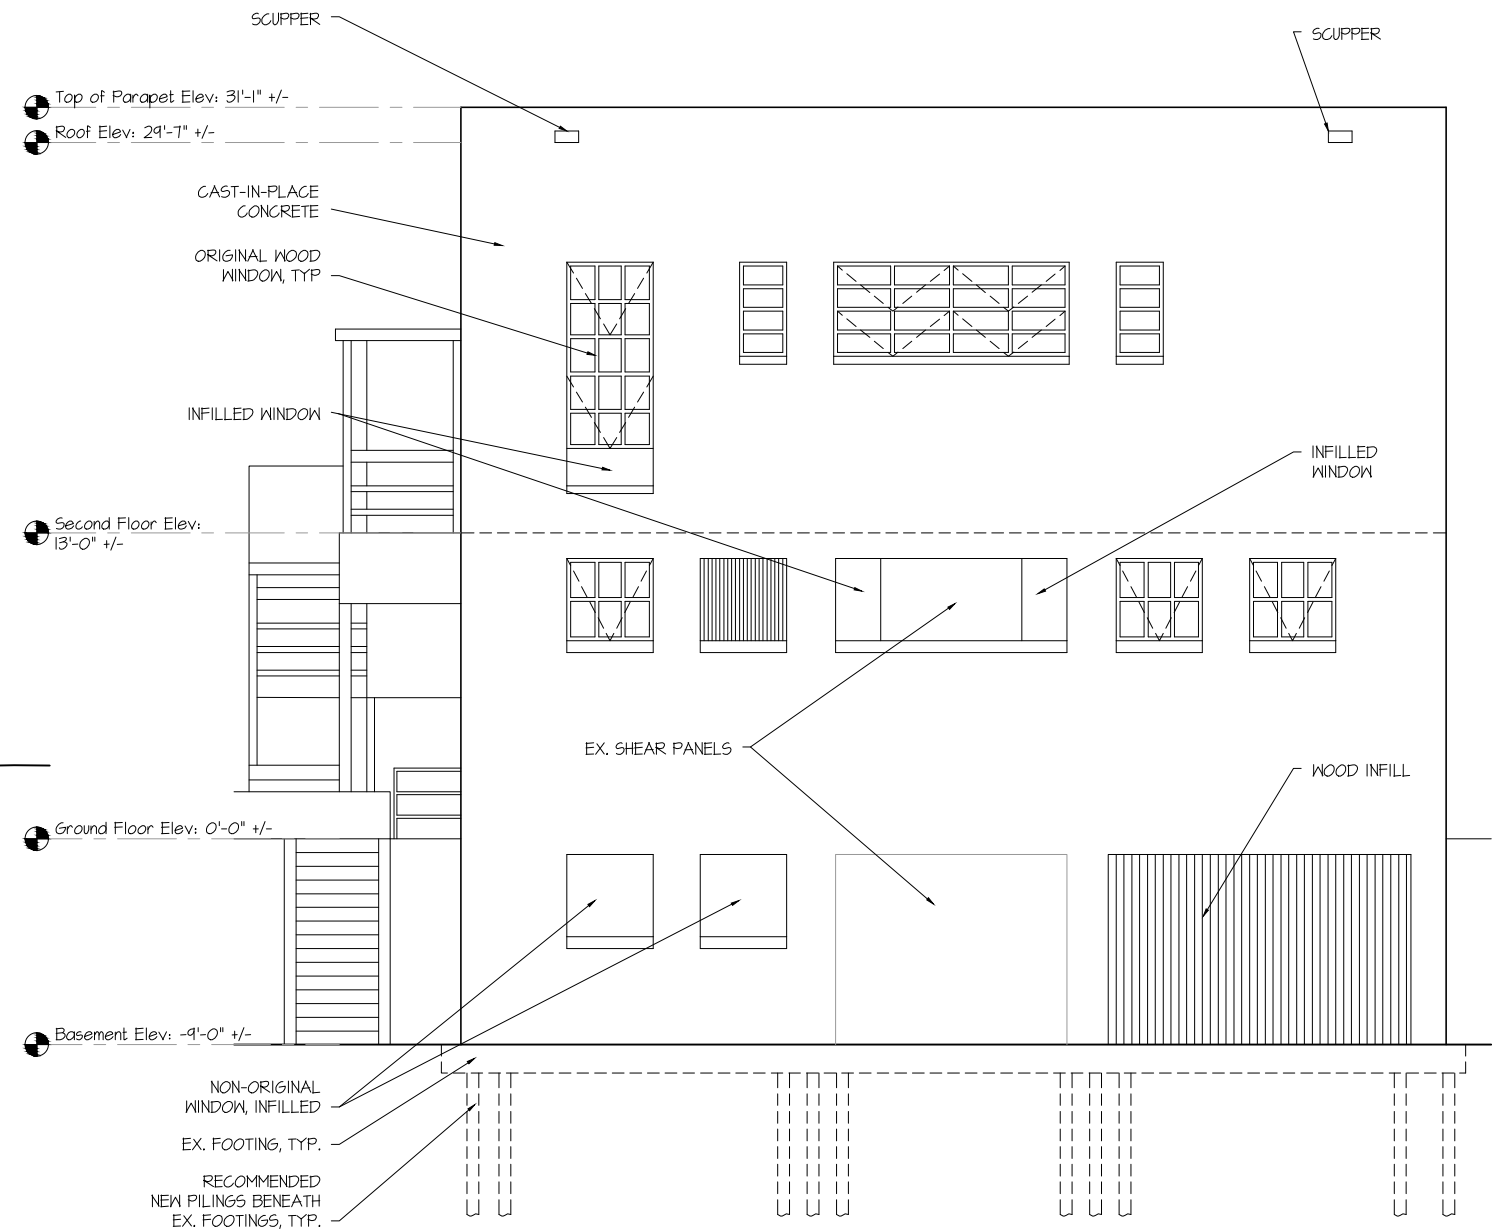 SCUPPER
SCUPPER
Top of Parapet Elev: 31'-1" +/-
Roof Elev: 29'-7" +/-
CAST-IN-PLACE
CONCRETE
ORIGINAL WOOD
WINDOW, TYP
INFILLED WINDOW
INFILLED
WINDOW
Second Floor Elev:
13'-0" +/-
EX. SHEAR PANELS
WOOD INFILL
Ground Floor Elev: 0'-0" +/-
Basement Elev: -9'-0" +/-
NON-ORIGINAL
WINDOW, INFILLED
EX. FOOTING, TYP.
RECOMMENDED
NEW PILINGS BENEATH
EX. FOOTINGS, TYP.